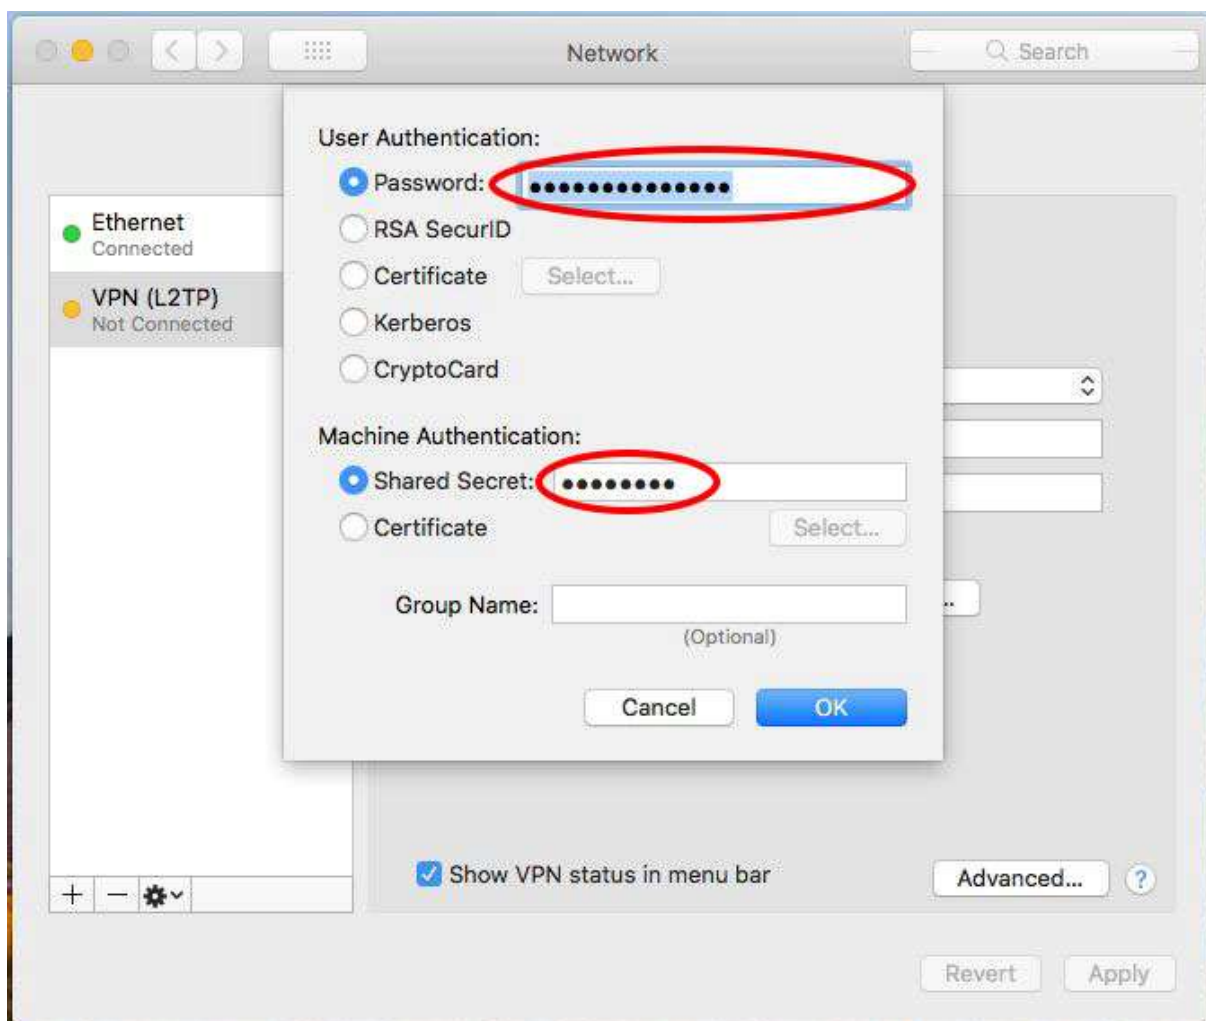 Network
Search
User Authentication:
Password: ••••••••••••••
RSA SecurID
Certificate Select...
Kerberos
CryptoCard
Machine Authentication:
Shared Secret: ••••••••
Certificate Select...
Group Name:
(Optional)
Cancel OK
Ethernet
Connected
VPN (L2TP)
Not Connected
..
Show VPN status in menu bar
Advanced... ?
Revert Apply